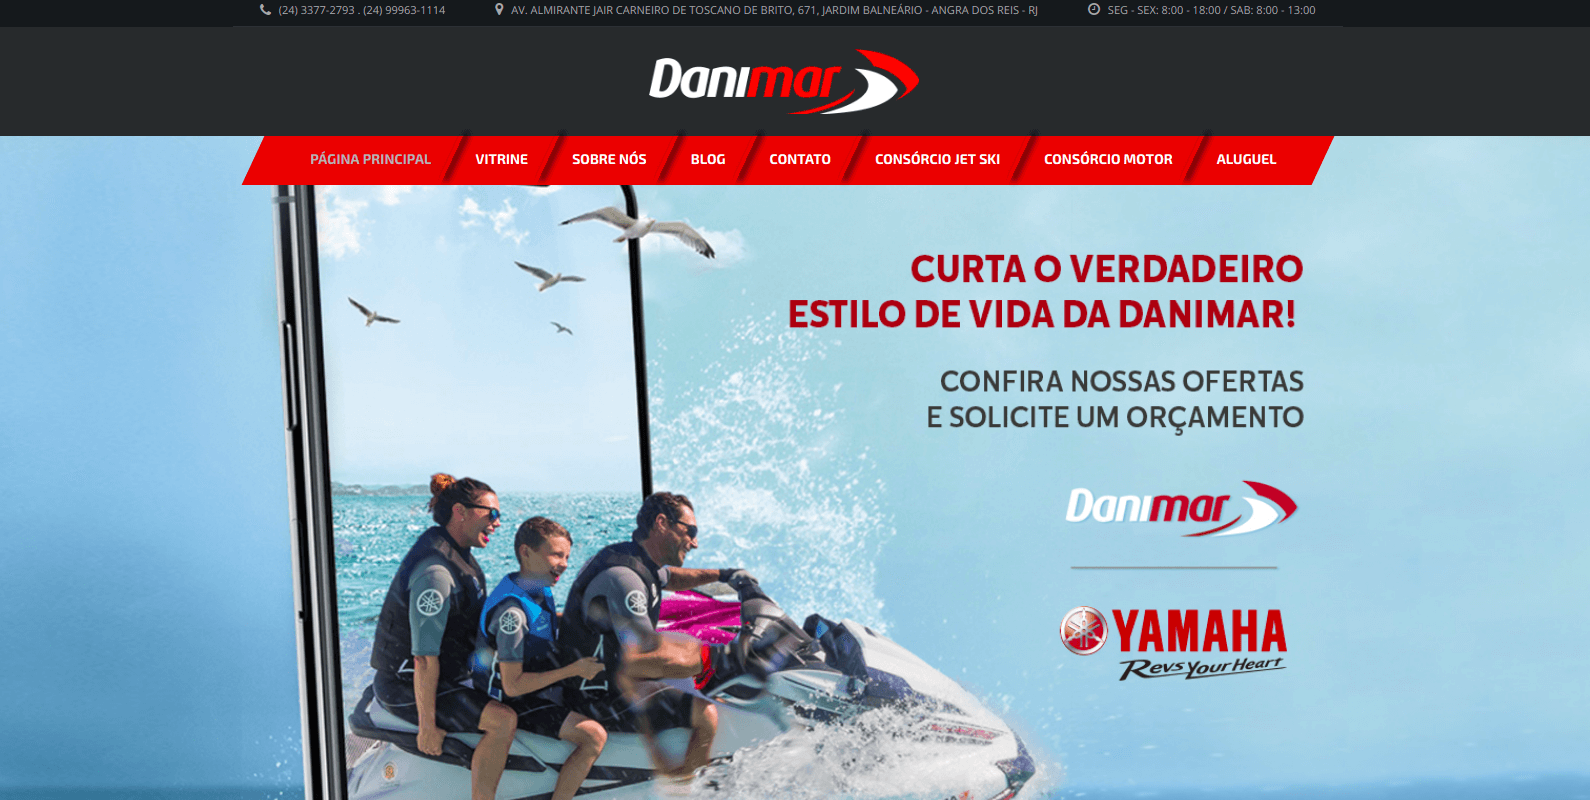 (24) 3377-2793 . (24) 99963-1114
AV. ALMIRANTE JAIR CARNEIRO DE TOSCANO DE BRITO, 671, JARDIM BALNEÁRIO - ANGRA DOS REIS - RJ
SEG - SEX: 8:00 - 18:00 / SAB: 8:00 - 13:00
Danimar
PÁGINA PRINCIPAL
VITRINE
SOBRE NÓS
BLOG
CONTATO
CONSÓRCIO JET SKI
CONSÓRCIO MOTOR
ALUGUEL
CURTA O VERDADEIRO
ESTILO DE VIDA DA DANIMAR!
CONFIRA NOSSAS OFERTAS
E SOLICITE UM ORÇAMENTO
Danimar
YAMAHA
Revs Your Heart